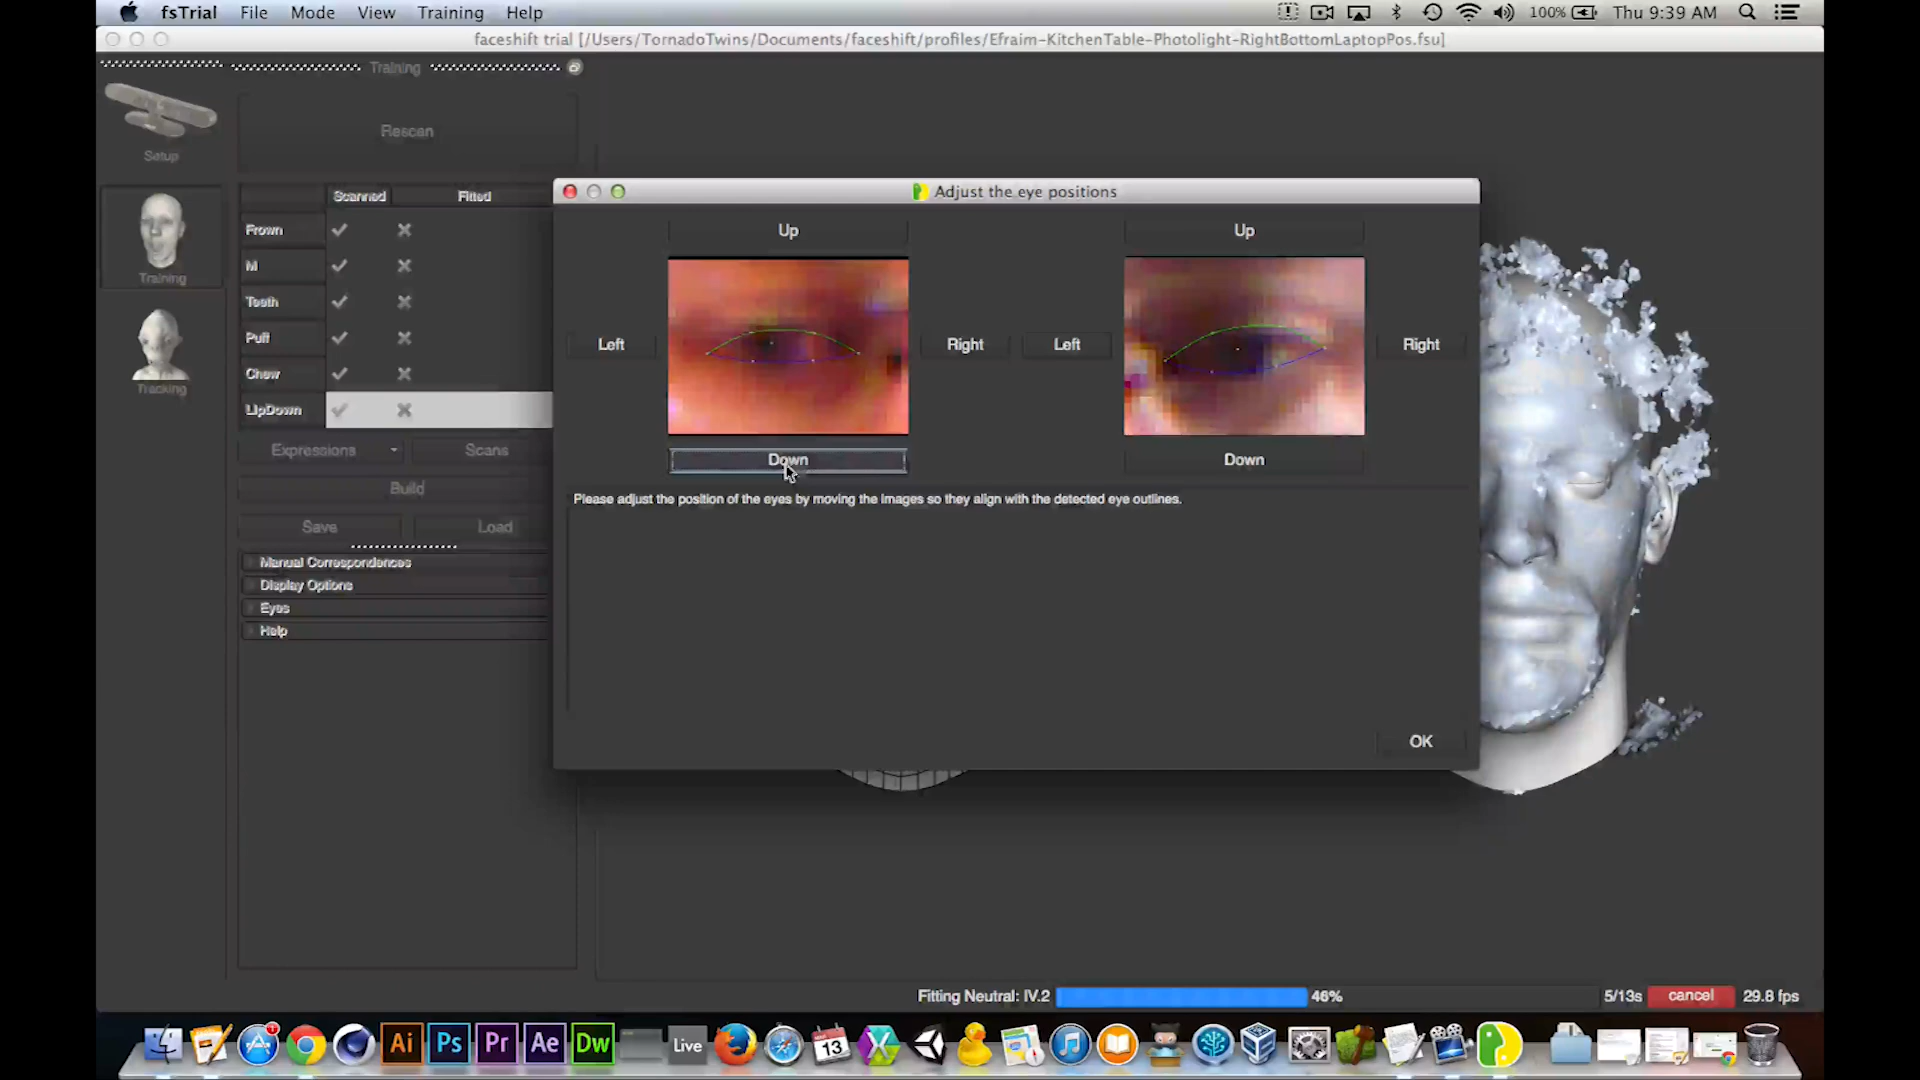 fsTrial File Mode View Training Help 100% Thu 9:39 AM
faceshift trial [/Users/TornadoTwins/Documents/faceshift/profiles/Efraim-KitchenTable-Photolight-RightBottomLaptopPos.fsu]
Training
Setup
Training
Tracking
Rescan
Scanned Fitted
Frown
M
Teeth
Puff
Chew
LipDown
Expressions Scans
Build
Save Load
Manual Correspondences
Display Options
Eyes
Help
Adjust the eye positions
Up Up
Left Right Left Right
Down Down
Please adjust the position of the eyes by moving the images so they align with the detected eye outlines.
OK
Fitting Neutral: IV.2 46% 5/13s cancel 29.8 fps
1 Ai Ps Pr Ae Dw Live 13